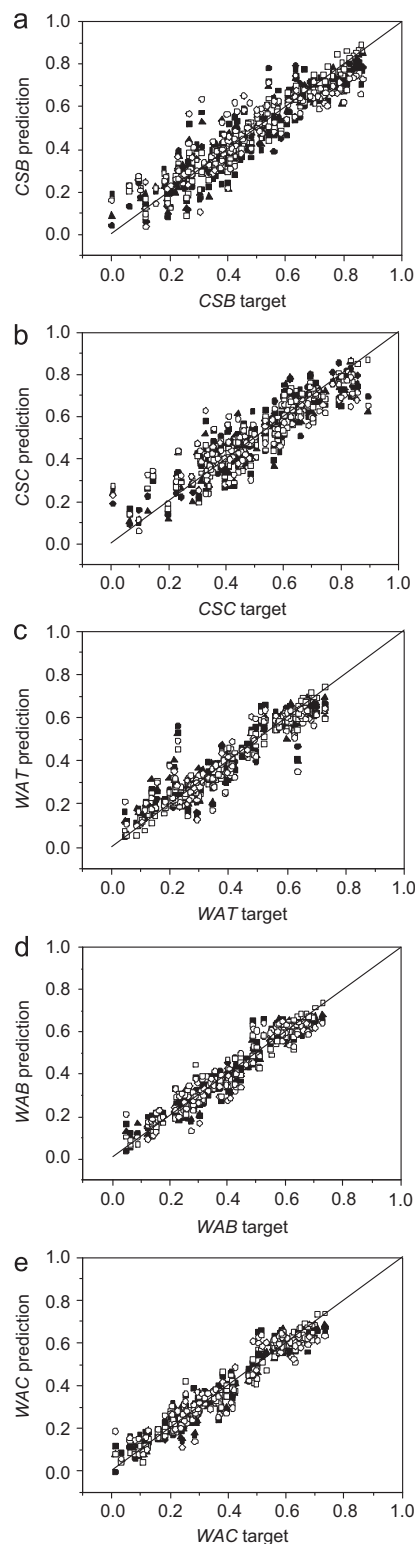 a
1.0
0.8
0.6
0.4
0.2
0.0
CSB prediction
0.0 0.2 0.4 0.6 0.8 1.0
CSB target
b
1.0
0.8
0.6
0.4
0.2
0.0
CSC prediction
0.0 0.2 0.4 0.6 0.8 1.0
CSC target
c
1.0
0.8
0.6
0.4
0.2
0.0
WAT prediction
0.0 0.2 0.4 0.6 0.8 1.0
WAT target
d
1.0
0.8
0.6
0.4
0.2
0.0
WAB prediction
0.0 0.2 0.4 0.6 0.8 1.0
WAB target
e
1.0
0.8
0.6
0.4
0.2
0.0
WAC prediction
0.0 0.2 0.4 0.6 0.8 1.0
WAC target